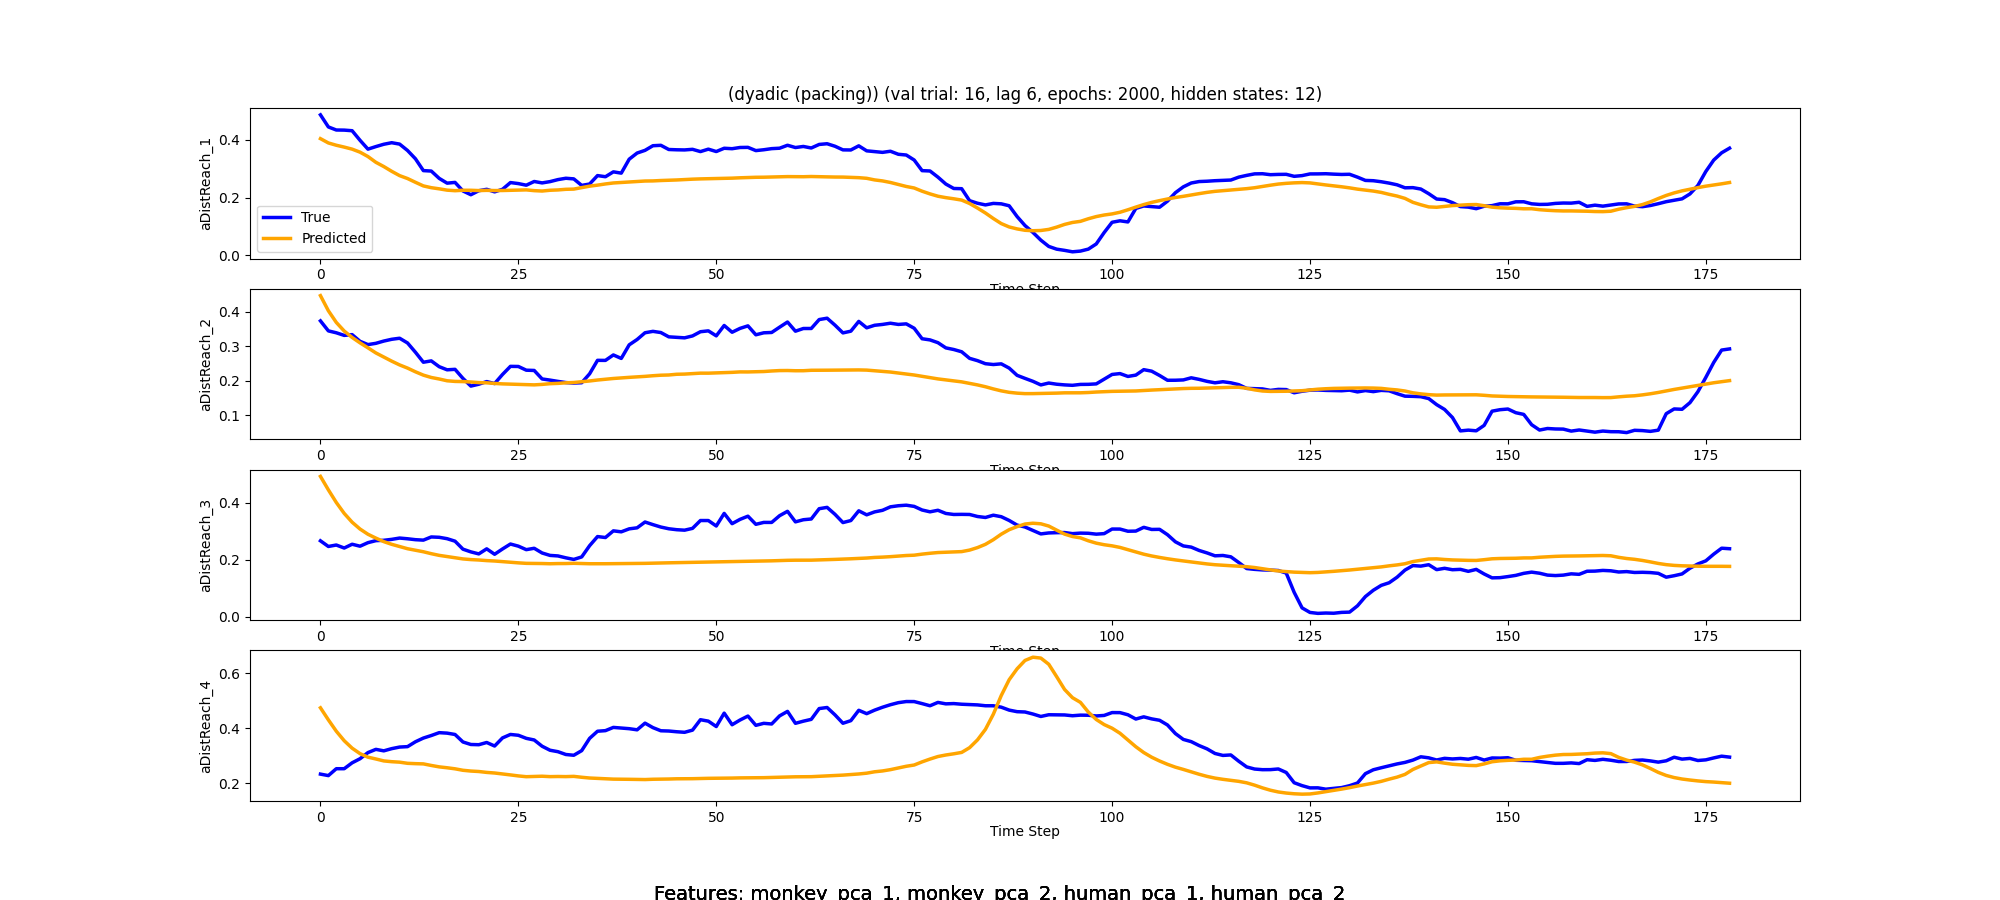 (dyadic (packing)) (val trial: 16, lag 6, epochs: 2000, hidden states: 12)
aDistReach_1
0.4
0.2
0.0
True
Predicted
0 25 50 75 100 125 150 175
Time Step
aDistReach_2
0.4
0.3
0.2
0.1
0 25 50 75 100 125 150 175
Time Step
aDistReach_3
0.4
0.2
0.0
0 25 50 75 100 125 150 175
Time Step
aDistReach_4
0.6
0.4
0.2
0 25 50 75 100 125 150 175
Time Step
Features: monkey_pca_1, monkey_pca_2, human_pca_1, human_pca_2